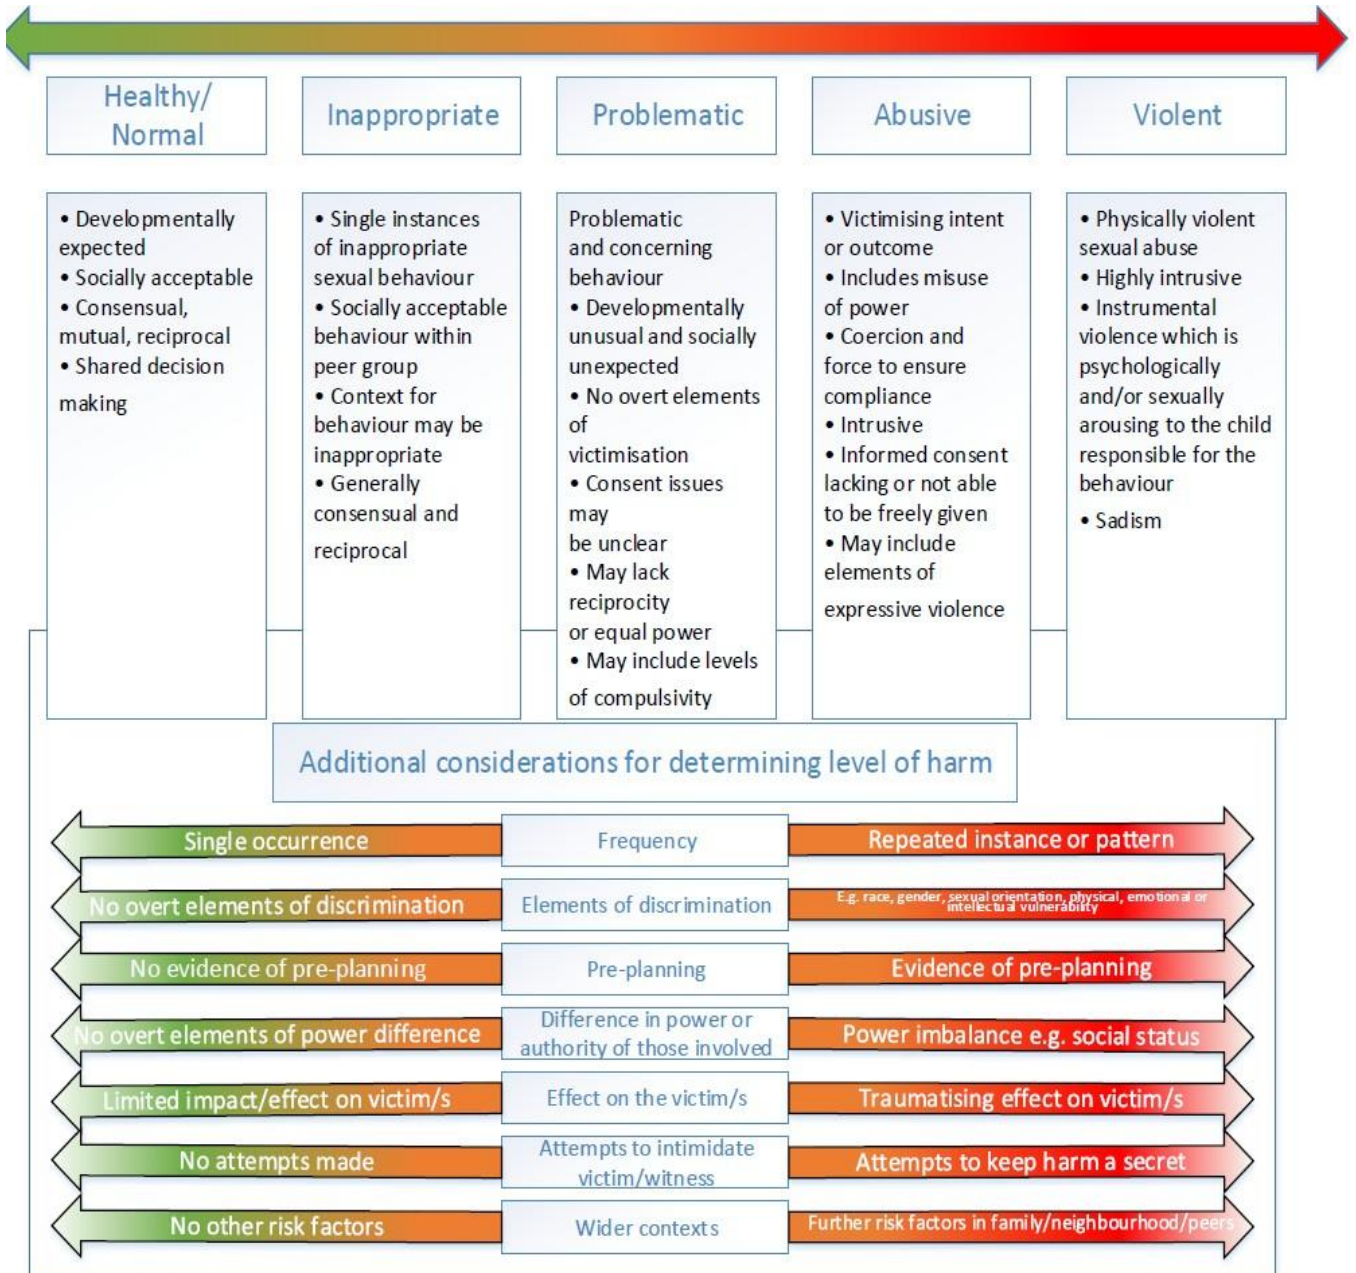 Healthy/
Normal
Inappropriate
Problematic
Abusive
Violent
• Developmentally
expected
• Socially acceptable
• Consensual,
mutual, reciprocal
• Shared decision
making
• Single instances
of inappropriate
sexual behaviour
• Socially acceptable
behaviour within
peer group
• Context for
behaviour may be
inappropriate
• Generally
consensual and
reciprocal
Problematic
and concerning
behaviour
• Developmentally
unusual and socially
unexpected
• No overt elements
of
victimisation
• Consent issues
may
be unclear
• May lack
reciprocity
or equal power
• May include levels
of compulsivity
• Victimising intent
or outcome
• Includes misuse
of power
• Coercion and
force to ensure
compliance
• Intrusive
• Informed consent
lacking or not able
to be freely given
• May include
elements of
expressive violence
• Physically violent
sexual abuse
• Highly intrusive
• Instrumental
violence which is
psychologically
and/or sexually
arousing to the child
responsible for the
behaviour
• Sadism
Additional considerations for determining level of harm
Single occurrence
Frequency
Repeated instance or pattern
No overt elements of discrimination
Elements of discrimination
E.g. race, gender, sexual orientation, physical, emotional or
intellectual vulnerability
No evidence of pre-planning
Pre-planning
Evidence of pre-planning
No overt elements of power difference
Difference in power or
authority of those involved
Power imbalance e.g. social status
Limited impact/effect on victim/s
Effect on the victim/s
Traumatising effect on victim/s
No attempts made
Attempts to intimidate
victim/witness
Attempts to keep harm a secret
No other risk factors
Wider contexts
Further risk factors in family/neighbourhood/peers